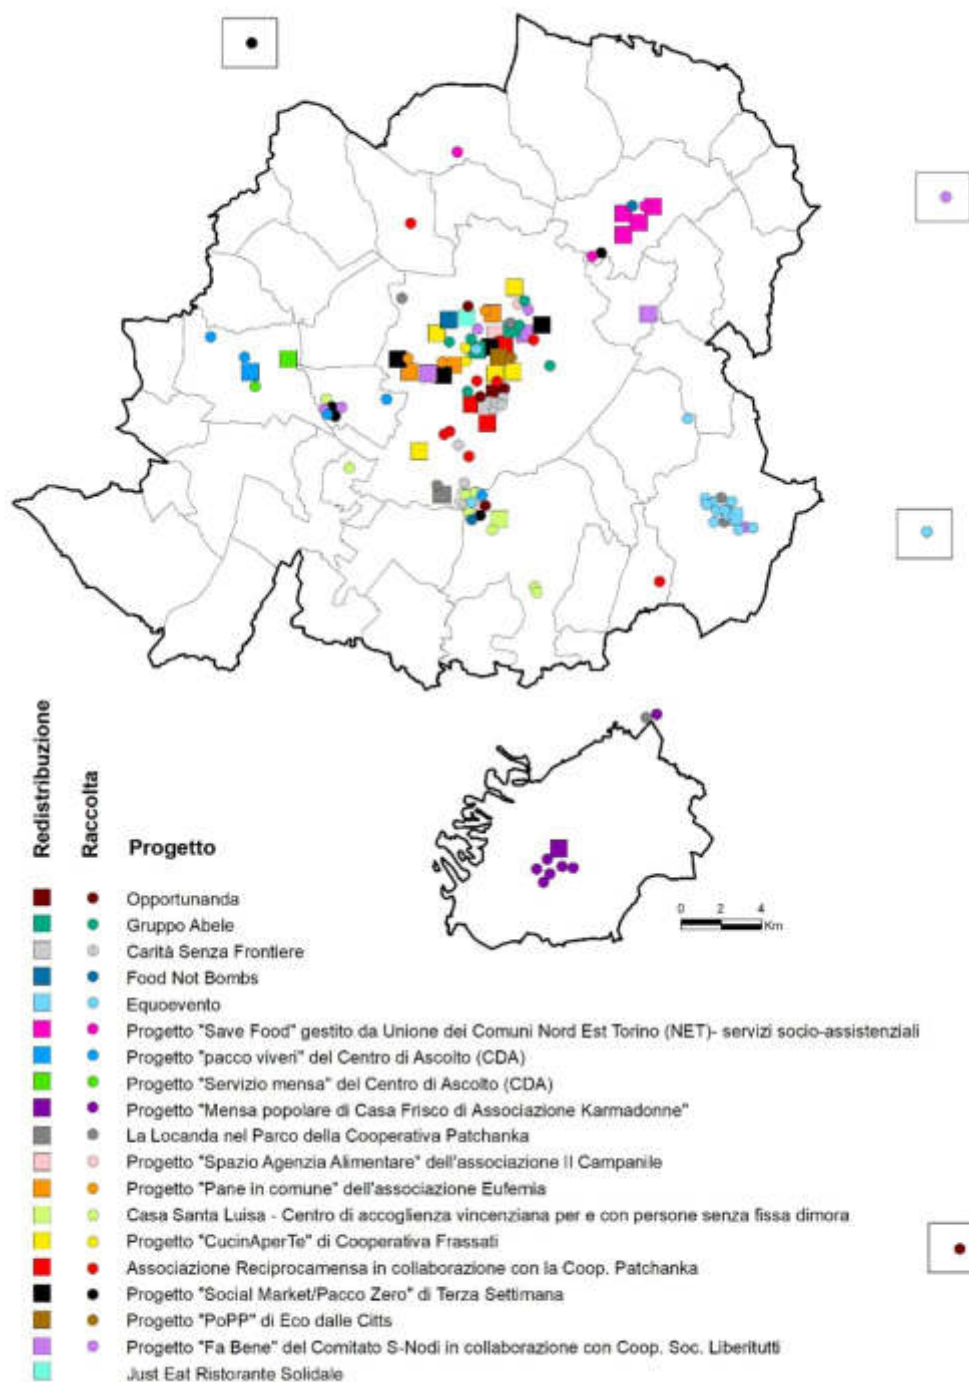 0 2 4
Km
Redistribuzione
Raccolta
Progetto
Opportunanda
Gruppo Abele
Carità Senza Frontiere
Food Not Bombs
Equoevento
Progetto "Save Food" gestito da Unione dei Comuni Nord Est Torino (NET)- servizi socio-assistenziali
Progetto "pacco viveri" del Centro di Ascolto (CDA)
Progetto "Servizio mensa" del Centro di Ascolto (CDA)
Progetto "Mensa popolare di Casa Frisco di Associazione Karmadonne"
La Locanda nel Parco della Cooperativa Patchanka
Progetto "Spazio Agenzia Alimentare" dell'associazione Il Campanile
Progetto "Pane in comune" dell'associazione Eufemia
Casa Santa Luisa - Centro di accoglienza vincenziana per e con persone senza fissa dimora
Progetto "CucinAperTe" di Cooperativa Frassati
Associazione Reciprocamensa in collaborazione con la Coop. Patchanka
Progetto "Social Market/Pacco Zero" di Terza Settimana
Progetto "PoPP" di Eco dalle Citts
Progetto "Fa Bene" del Comitato S-Nodi in collaborazione con Coop. Soc. Liberitutti
Just Eat Ristorante Solidale